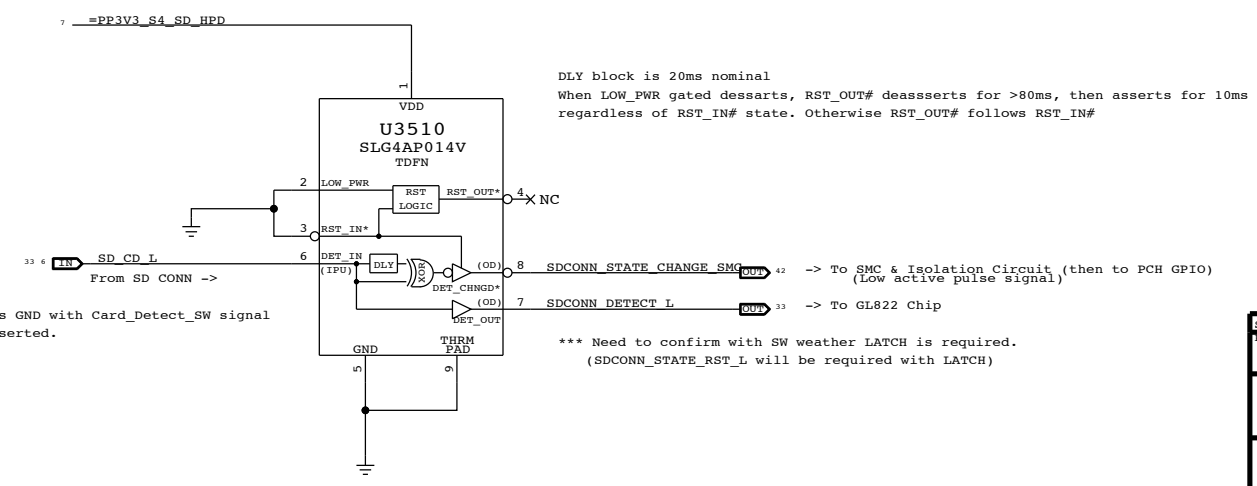 7 =PP3V3_S4_SD_HPD
DLY block is 20ms nominal
When LOW_PWR gated dessarts, RST_OUT# deassserts for >80ms, then asserts for 10ms
regardless of RST_IN# state. Otherwise RST_OUT# follows RST_IN#
1
VDD
U3510
SLG4AP014V
TDFN
2 LOW_PWR
RST
LOGIC
RST_OUT* 4 NC
3 RST_IN*
33 6 IN SD_CD_L
From SD CONN ->
6 DET_IN
(IPU)
DLY
XOR
(OD) 8 SDCONN_STATE_CHANGE_SMC OUT 42 -> To SMC & Isolation Circuit (then to PCH GPIO)
(Low active pulse signal)
DET_CHNGD*
(OD) 7 SDCONN_DETECT_L OUT 33 -> To GL822 Chip
DET_OUT
s GND with Card_Detect_SW signal
serted.
GND
THRM
PAD
5
9
*** Need to confirm with SW weather LATCH is required.
(SDCONN_STATE_RST_L will be required with LATCH)